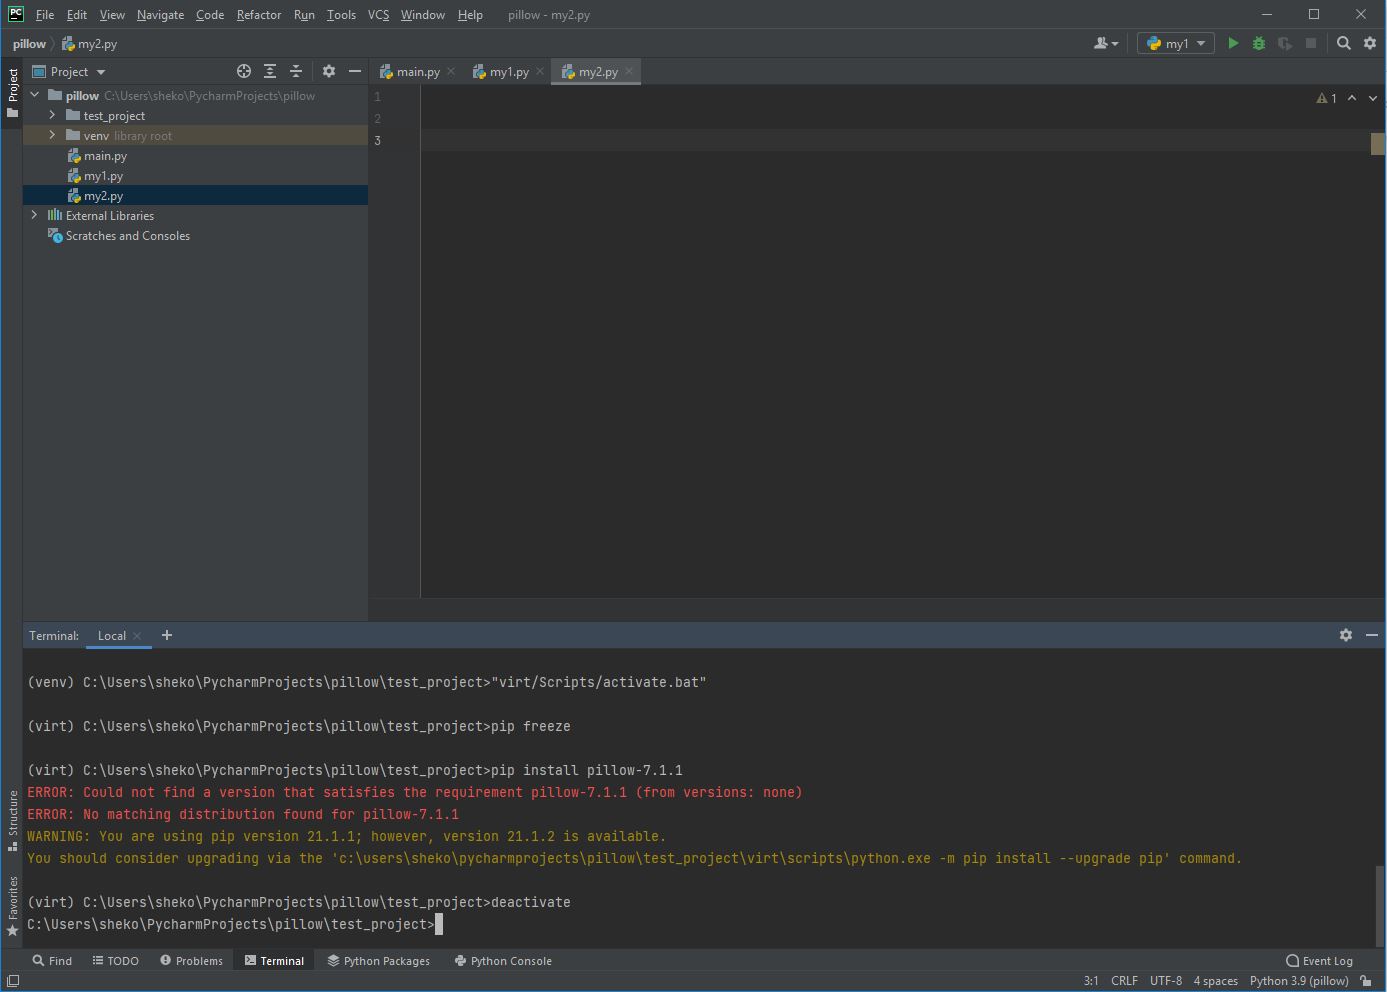 PC File Edit View Navigate Code Refactor Run Tools VCS Window Help pillow - my2.py
pillow my2.py my1
Project
Project
main.py my1.py my2.py
pillow C:\Users\sheko\PycharmProjects\pillow
test_project
venv library root
main.py
my1.py
my2.py
External Libraries
Scratches and Consoles
1
2
3
1
Terminal: Local
(venv) C:\Users\sheko\PycharmProjects\pillow\test_project>"virt/Scripts/activate.bat"
(virt) C:\Users\sheko\PycharmProjects\pillow\test_project>pip freeze
(virt) C:\Users\sheko\PycharmProjects\pillow\test_project>pip install pillow-7.1.1
ERROR: Could not find a version that satisfies the requirement pillow-7.1.1 (from versions: none)
ERROR: No matching distribution found for pillow-7.1.1
WARNING: You are using pip version 21.1.1; however, version 21.1.2 is available.
You should consider upgrading via the 'c:\users\sheko\pycharmprojects\pillow\test_project\virt\scripts\python.exe -m pip install --upgrade pip' command.
(virt) C:\Users\sheko\PycharmProjects\pillow\test_project>deactivate
C:\Users\sheko\PycharmProjects\pillow\test_project>
Structure
Favorites
Find TODO Problems Terminal Python Packages Python Console Event Log
3:1 CRLF UTF-8 4 spaces Python 3.9 (pillow)